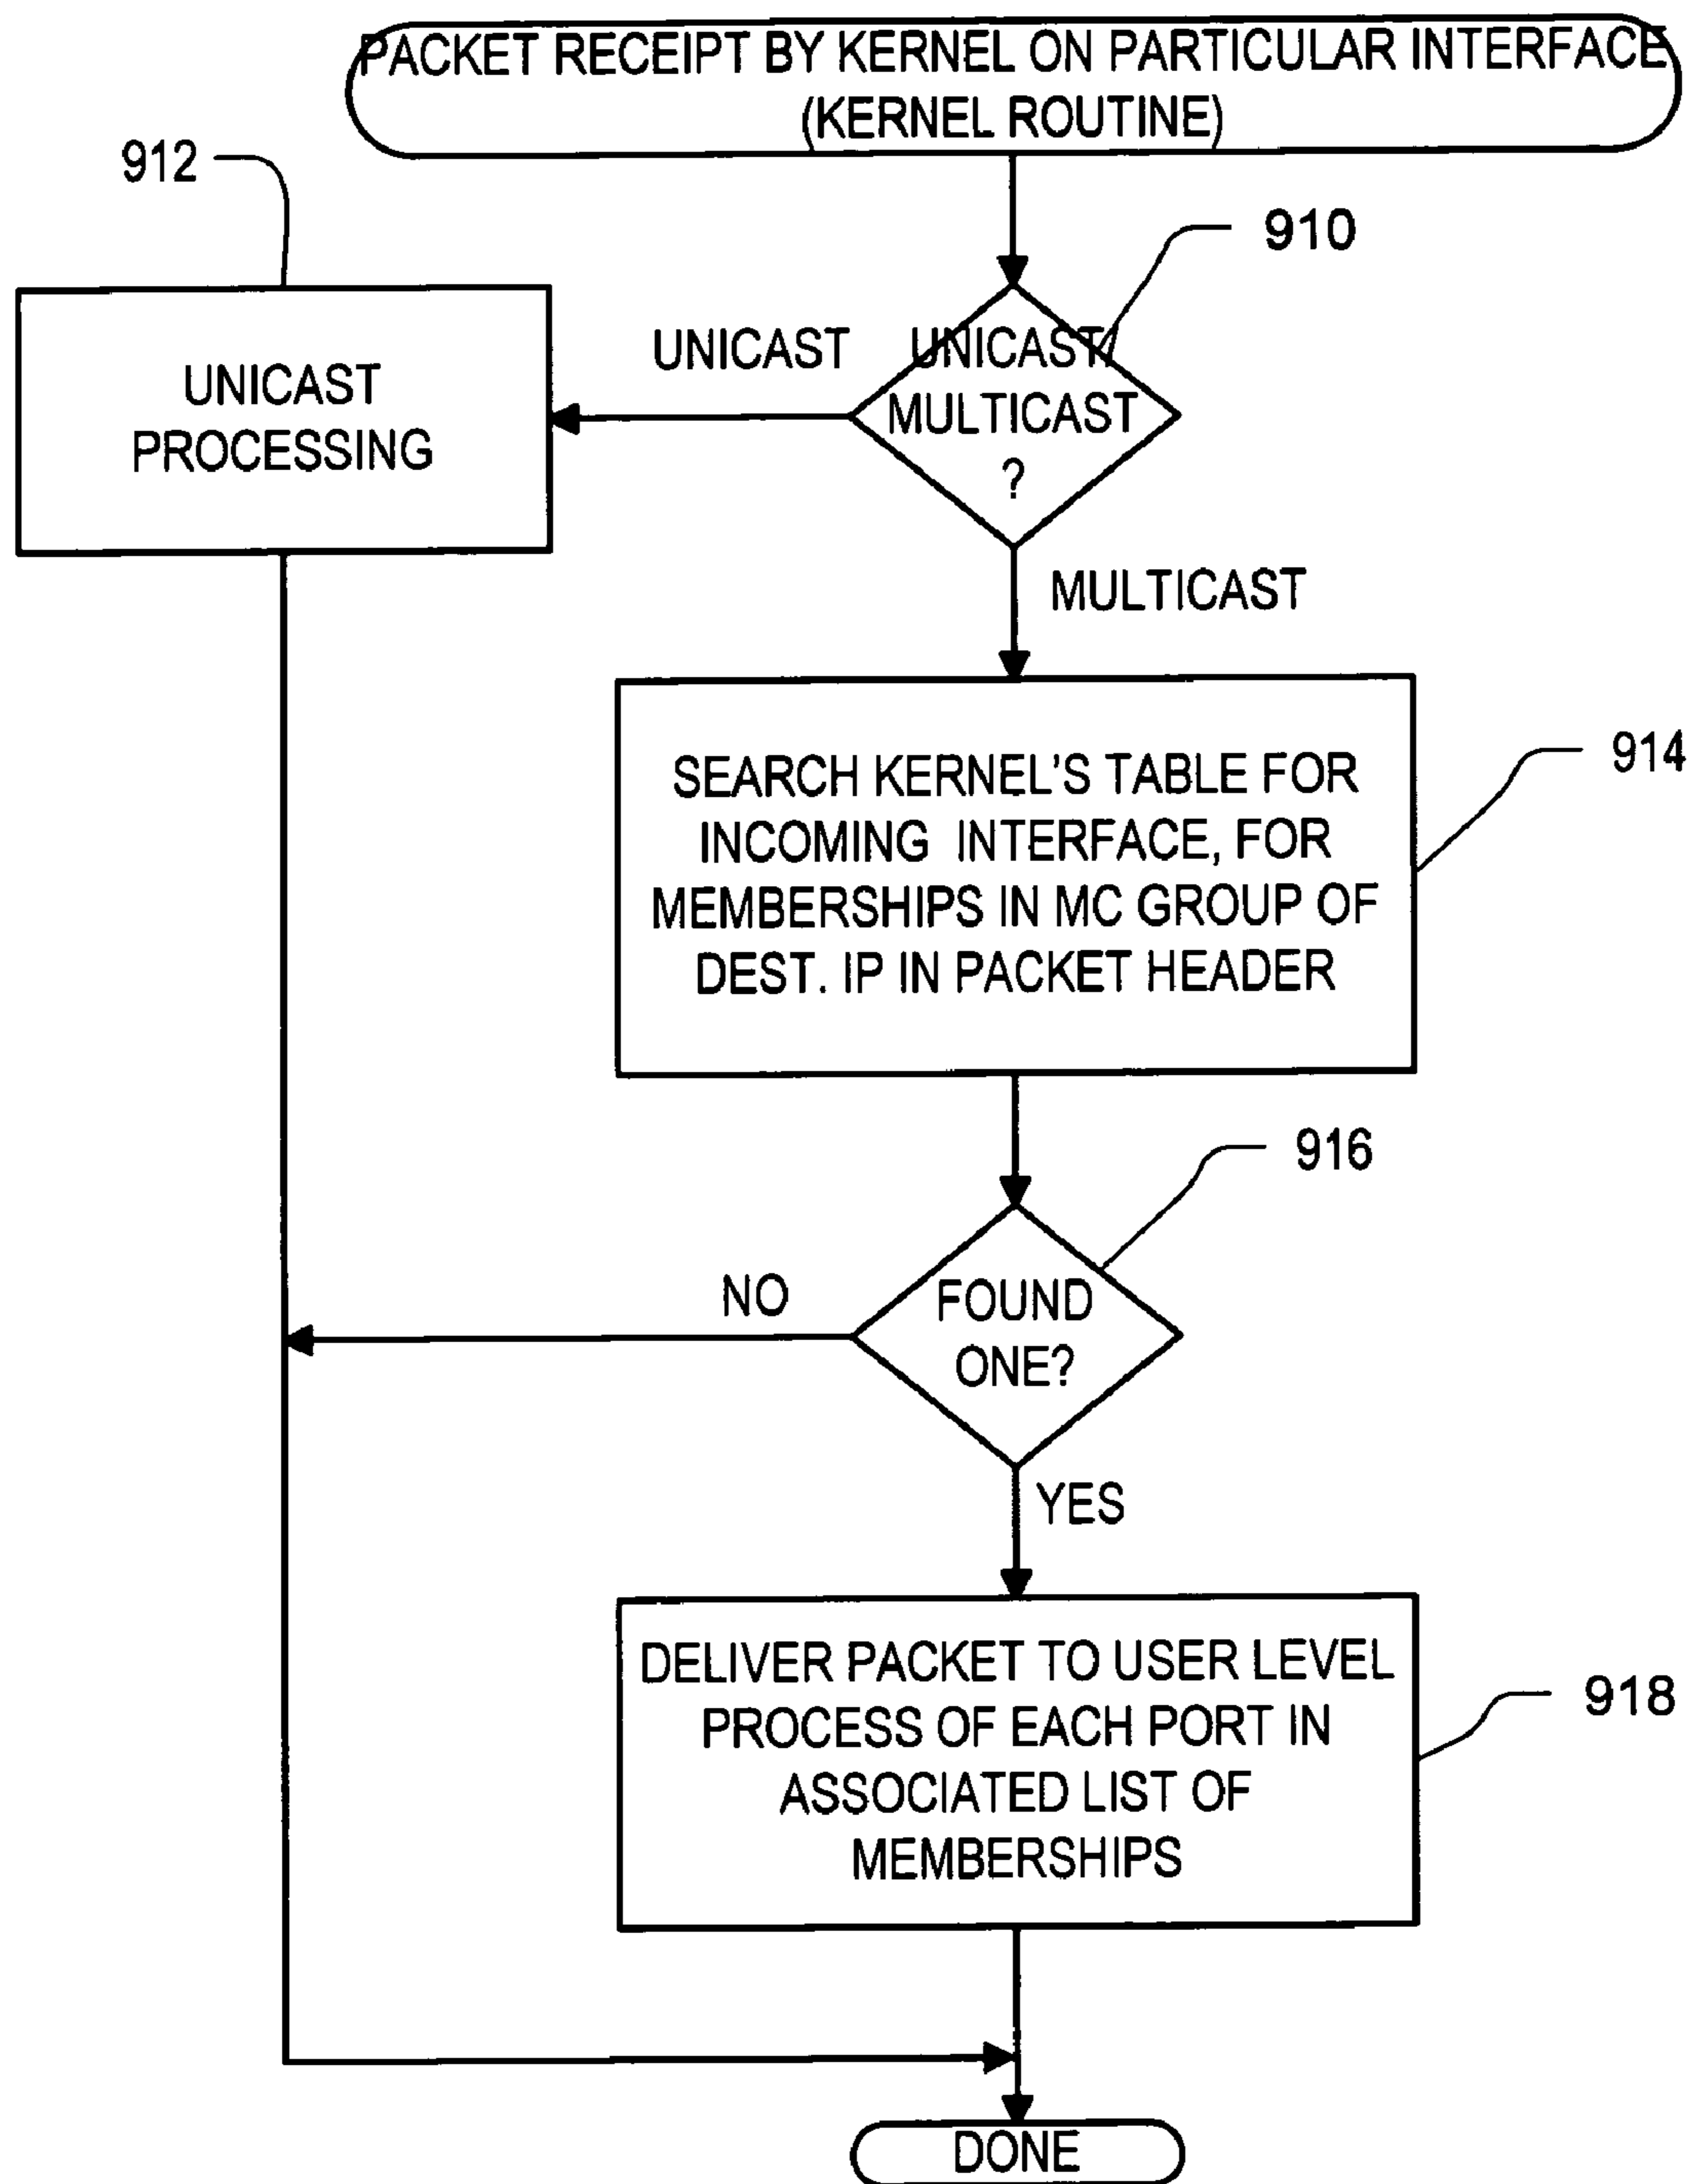 PACKET RECEIPT BY KERNEL ON PARTICULAR INTERFACE
(KERNEL ROUTINE)
912
910
UNICAST
UNICAST/
MULTICAST
?
UNICAST
PROCESSING
MULTICAST
914
SEARCH KERNEL'S TABLE FOR
INCOMING INTERFACE, FOR
MEMBERSHIPS IN MC GROUP OF
DEST. IP IN PACKET HEADER
916
NO
FOUND
ONE?
YES
918
DELIVER PACKET TO USER LEVEL
PROCESS OF EACH PORT IN
ASSOCIATED LIST OF
MEMBERSHIPS
DONE